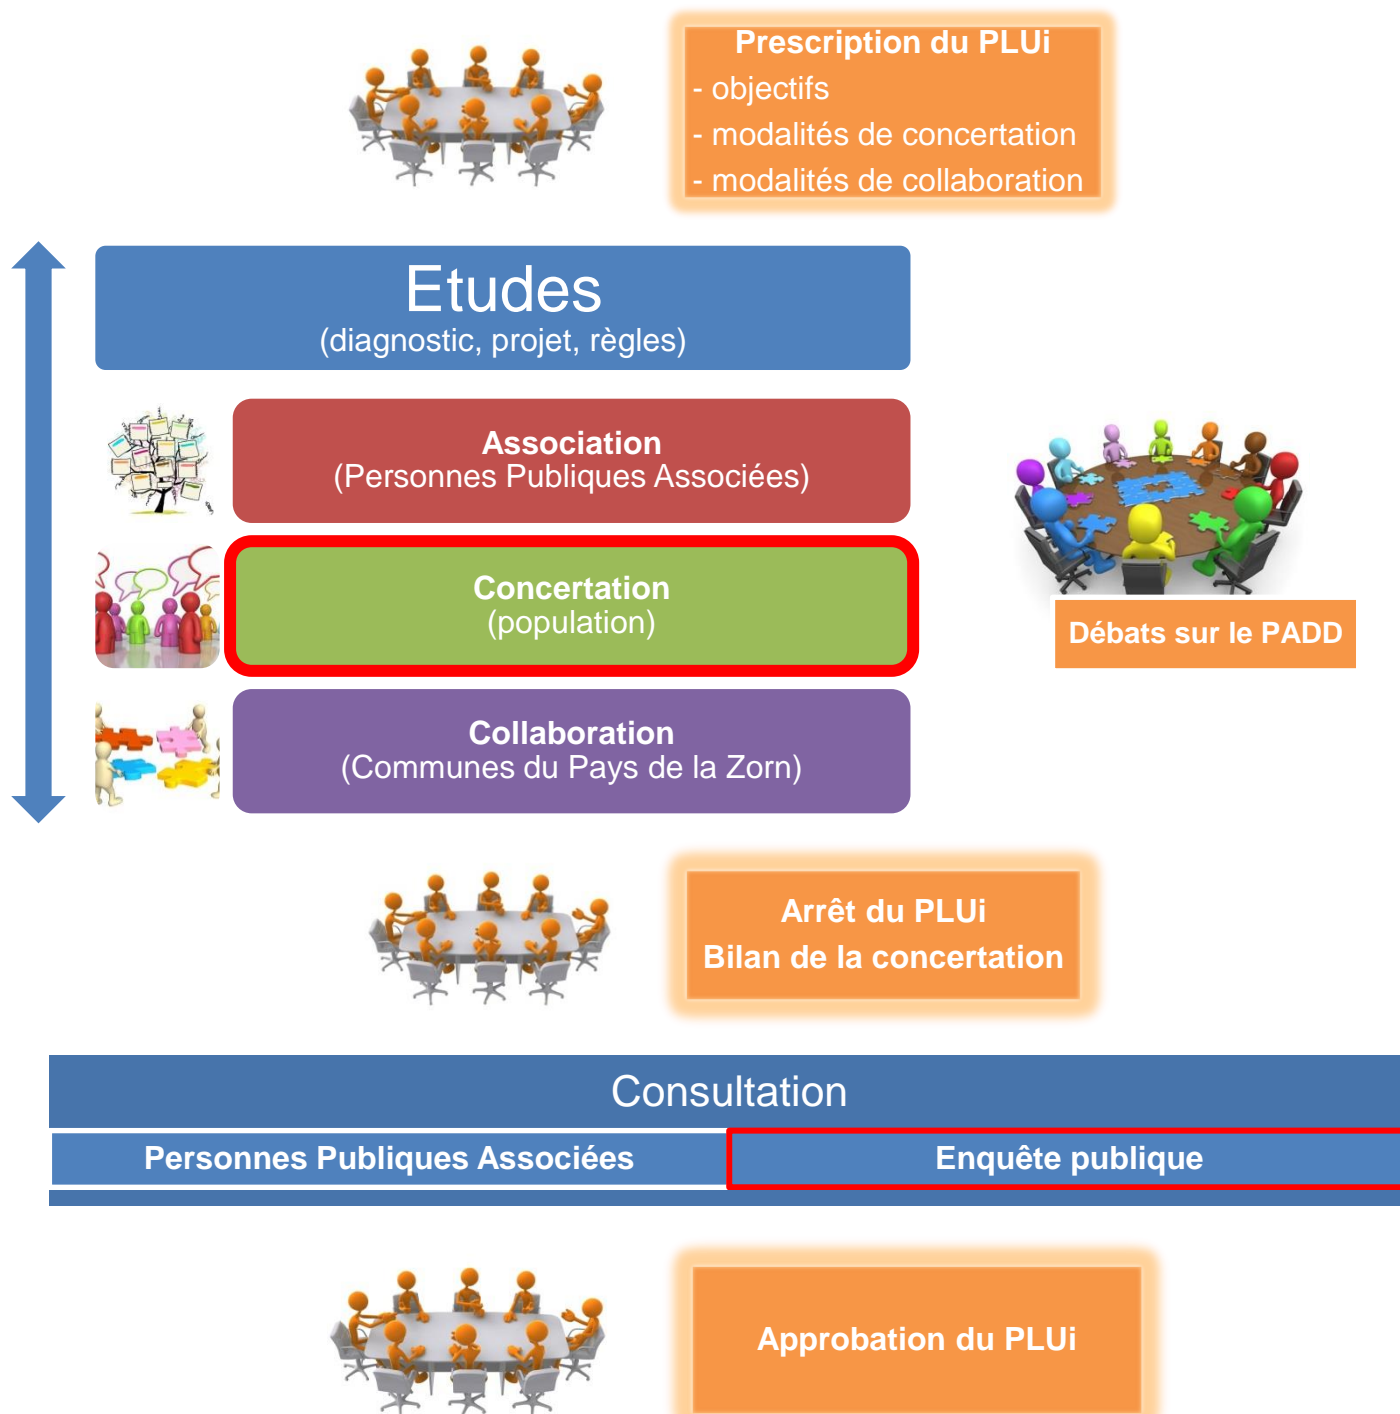 Prescription du PLUi
- objectifs
- modalités de concertation
- modalités de collaboration
Etudes
(diagnostic, projet, règles)
Association
(Personnes Publiques Associées)
Concertation
(population)
Débats sur le PADD
Collaboration
(Communes du Pays de la Zorn)
Arrêt du PLUi
Bilan de la concertation
Consultation
Personnes Publiques Associées
Enquête publique
Approbation du PLUi